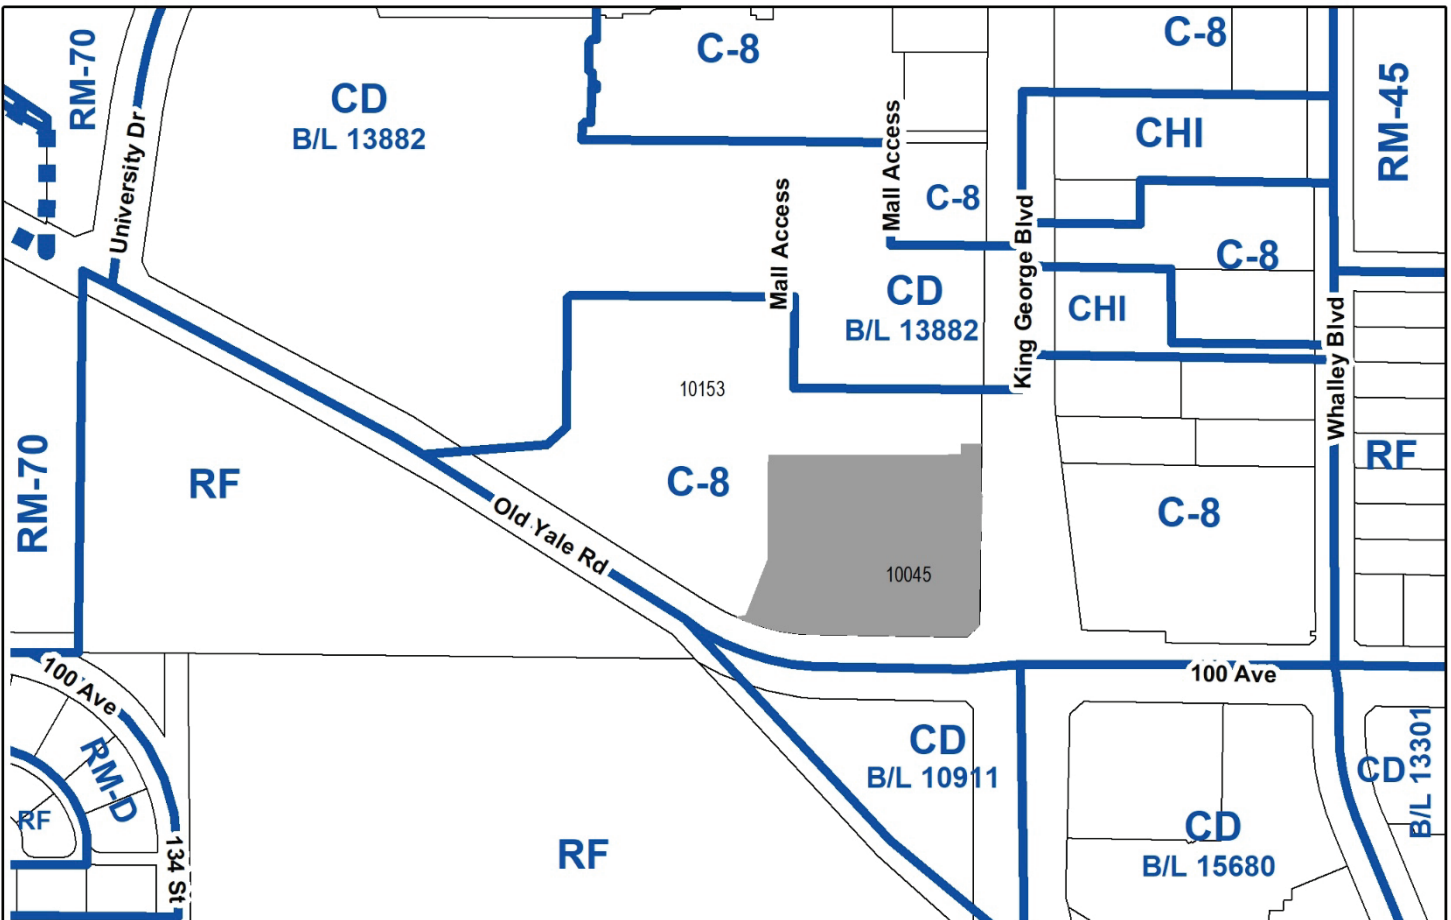 RM-70
University Dr
CD
B/L 13882
C-8
C-8
CHI
RM-45
Mall Access
C-8
Mall Access
King George Blvd
C-8
CD
B/L 13882
CHI
Whalley Blvd
10153
RM-70
RF
C-8
Old Yale Rd
10045
C-8
RF
100 Ave
100 Ave
RM-D
RF
134 St
RF
CD
B/L 10911
CD
B/L 15680
CD
B/L 13301